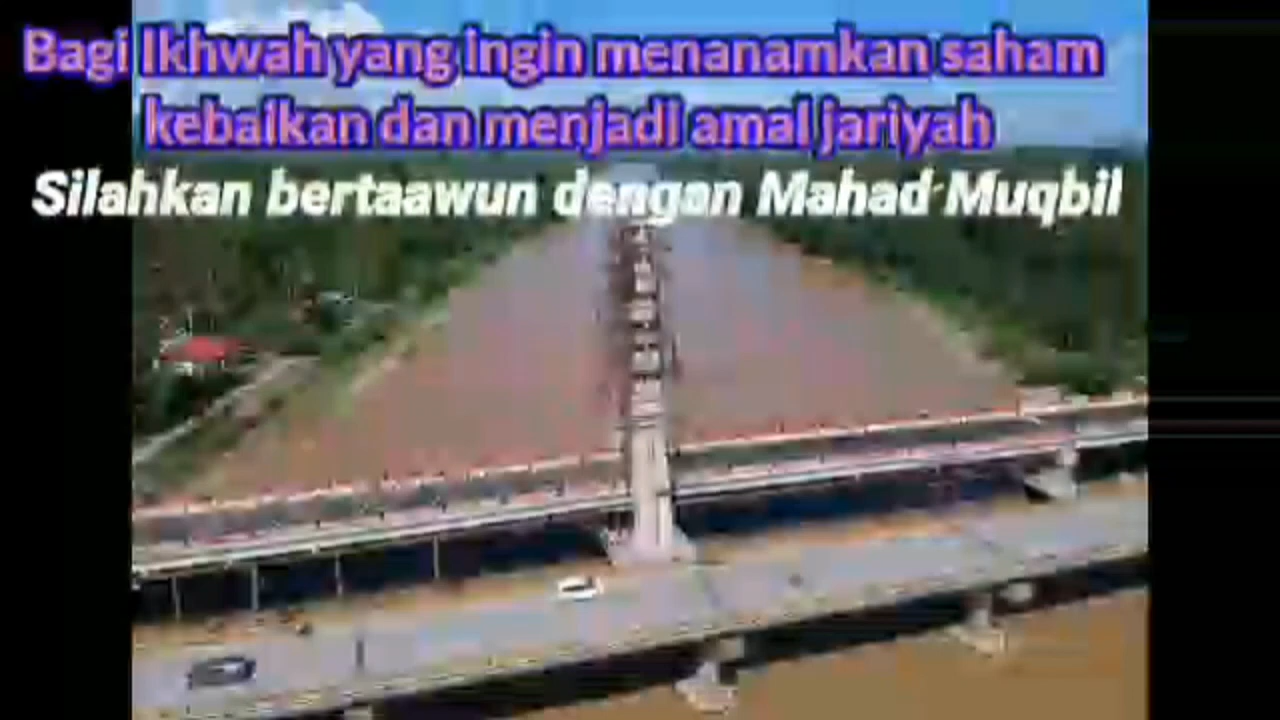 Bagi Ikhwah yang ingin menanamkan saham
kebaikan dan menjadi amal jariyah
Silahkan bertaawun dengan Mahad Muqbil